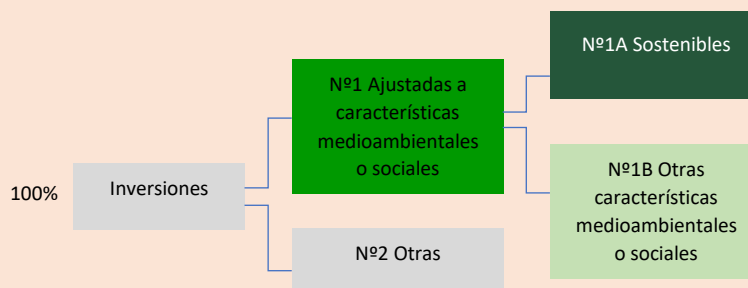 100%
Inversiones
Nº1 Ajustadas a
características
medioambientales
o sociales
Nº2 Otras
Nº1A Sostenibles
Nº1B Otras
características
medioambientales
o sociales